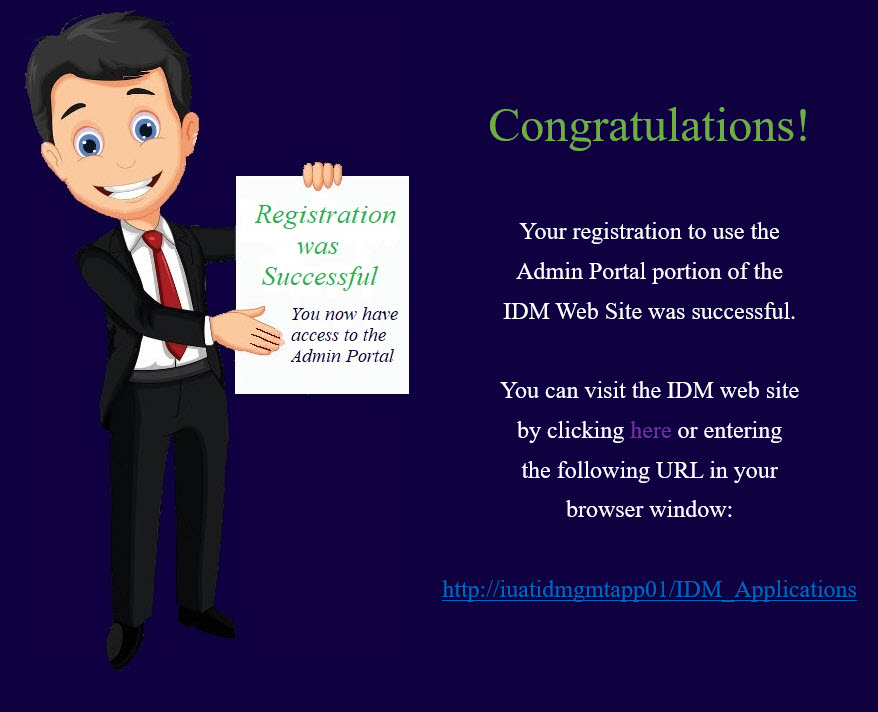 Registration
was
Successful
You now have
access to the
Admin Portal
Congratulations!
Your registration to use the
Admin Portal portion of the
IDM Web Site was successful.
You can visit the IDM web site
by clicking here or entering
the following URL in your
browser window:
http://iuatidmgmtapp01/IDM_Applications